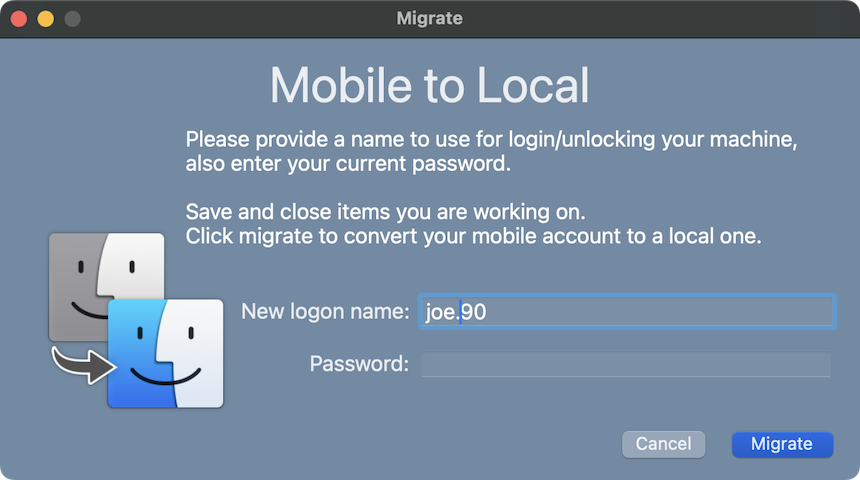 Migrate
Mobile to Local
Please provide a name to use for login/unlocking your machine,
also enter your current password.
Save and close items you are working on.
Click migrate to convert your mobile account to a local one.
New logon name: joe.90
Password:
Cancel Migrate